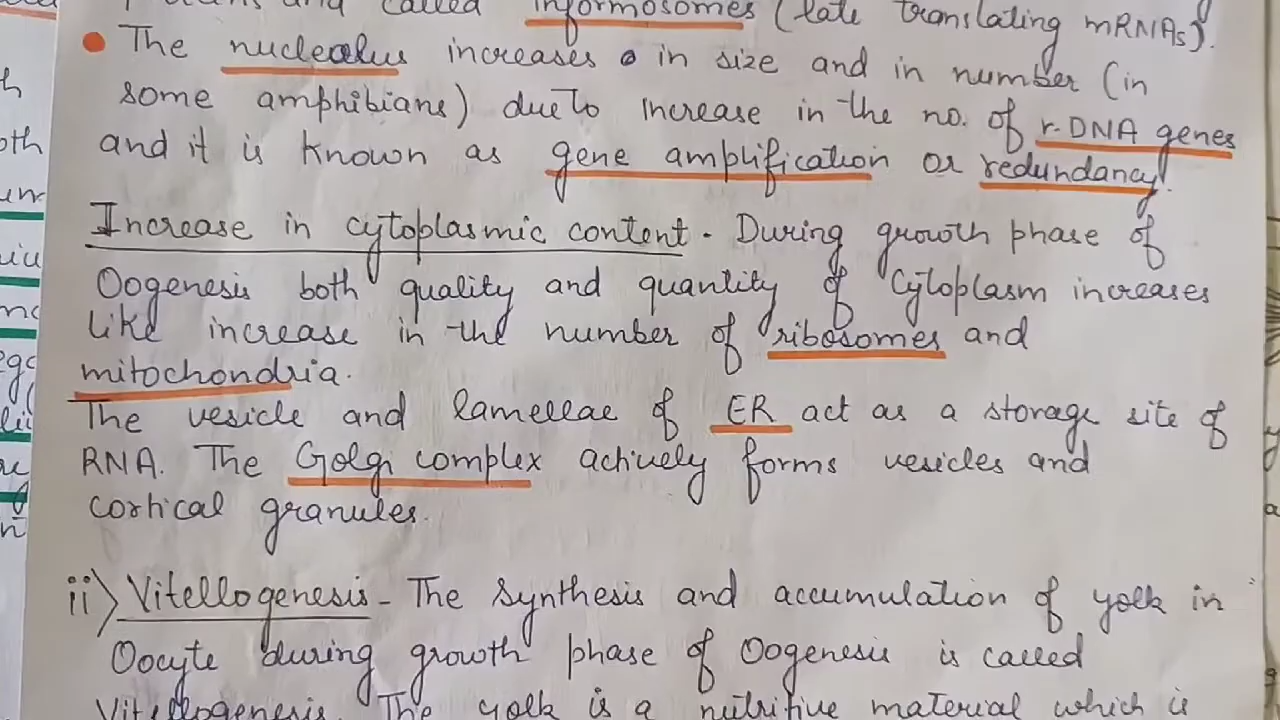 and called informosomes (late translating mRNAs).
• The nucleolus increases in size and in number (in
some amphibians) due to increase in the no. of r-DNA genes
and it is known as gene amplification or redundancy.
Increase in cytoplasmic content. During growth phase of
Oogenesis both quality and quantity of Cytoplasm increases
like increase in the number of ribosomes and
mitochondria.
The vesicle and lamellae of ER act as a storage site of
RNA. The Golgi complex actively forms vesicles and
cortical granules.
ii) Vitellogenesis - The synthesis and accumulation of yolk in
Oocyte during growth phase of Oogenesis is called
Vitellogenesis. The yolk is a nutritive material which is